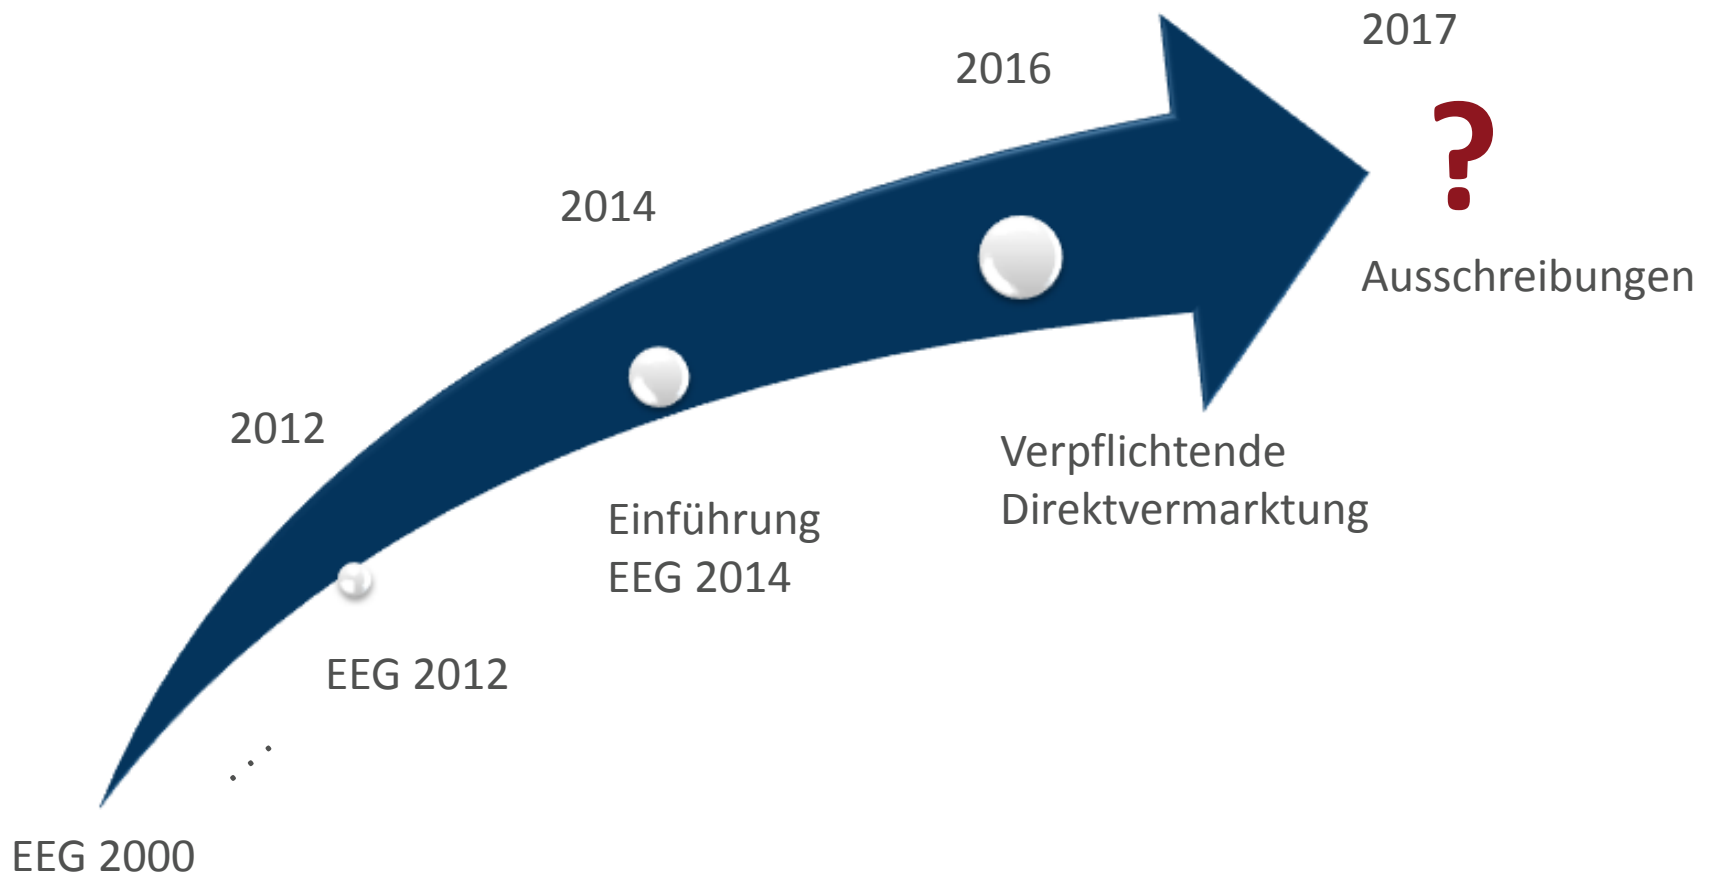 2017
2016
?
2014
Ausschreibungen
2012
Verpflichtende
Direktvermarktung
Einführung
EEG 2014
EEG 2012
...
EEG 2000